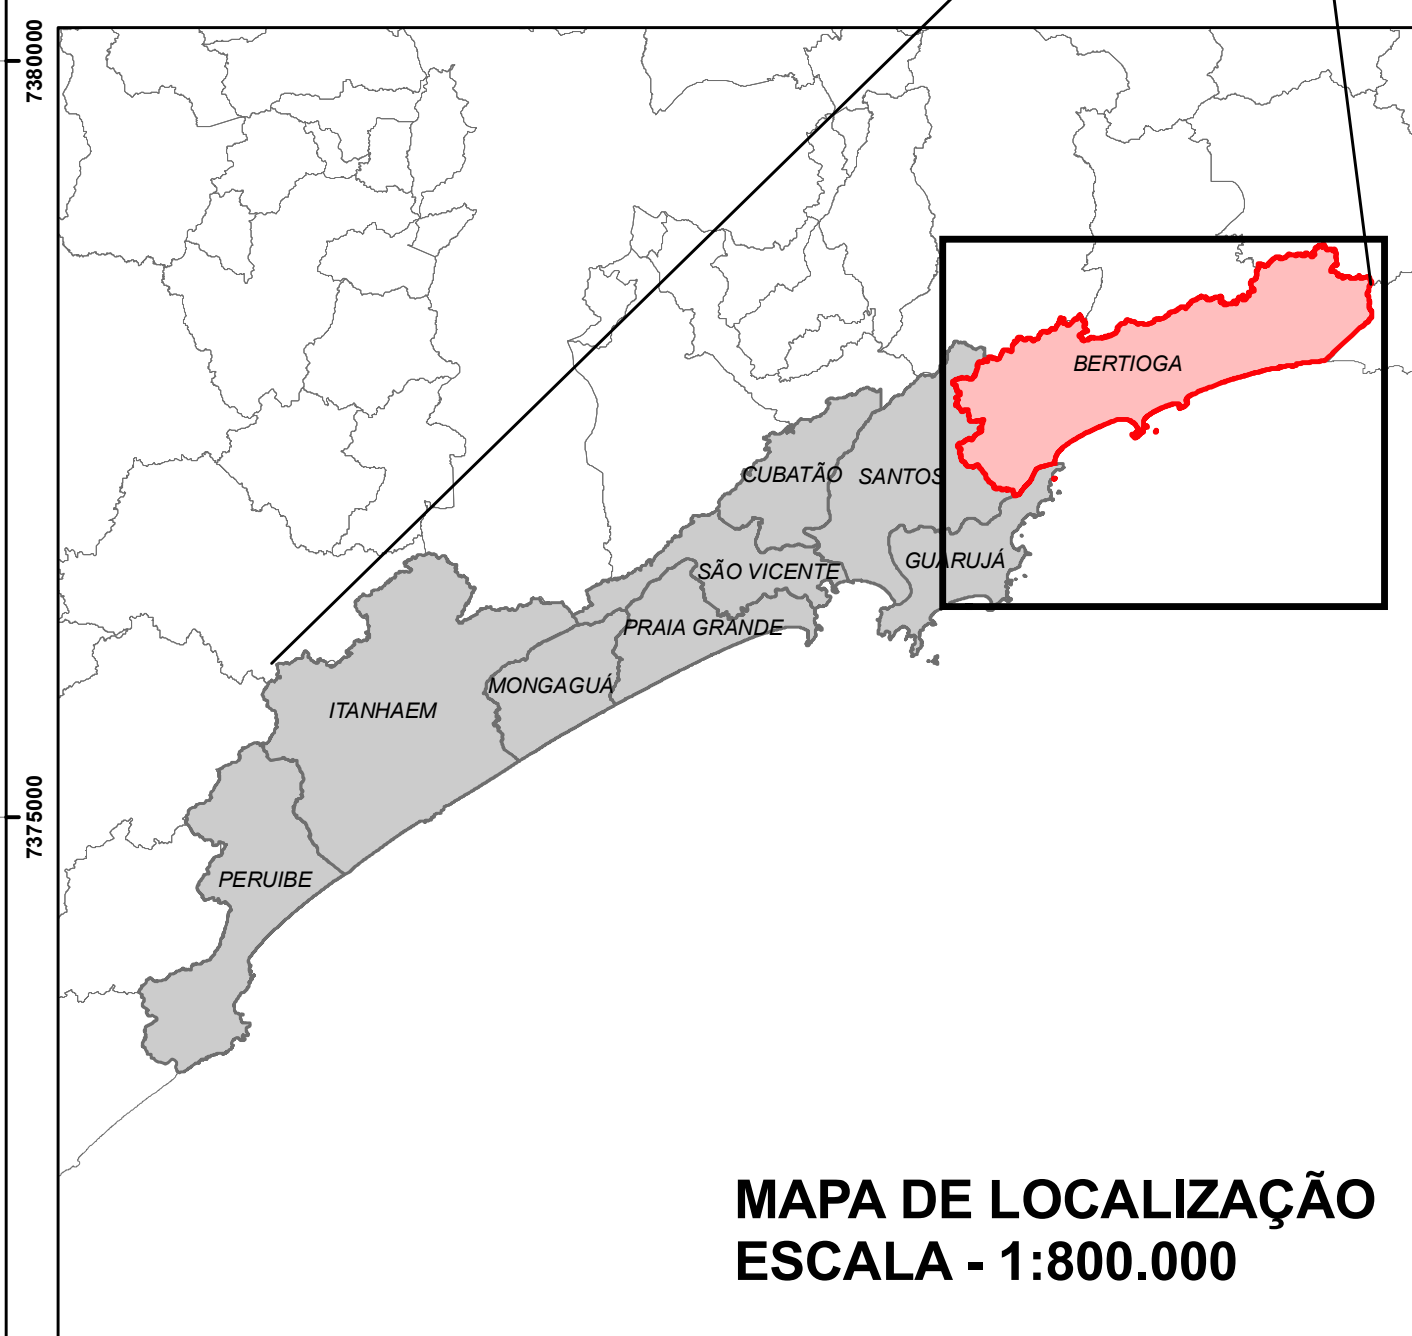 7380000
BERTIOGA
CUBATÃO
SANTOS
GUARUJÁ
SÃO VICENTE
PRAIA GRANDE
MONGAGUÁ
ITANHAEM
7375000
PERUIBE
MAPA DE LOCALIZAÇÃO
ESCALA - 1:800.000